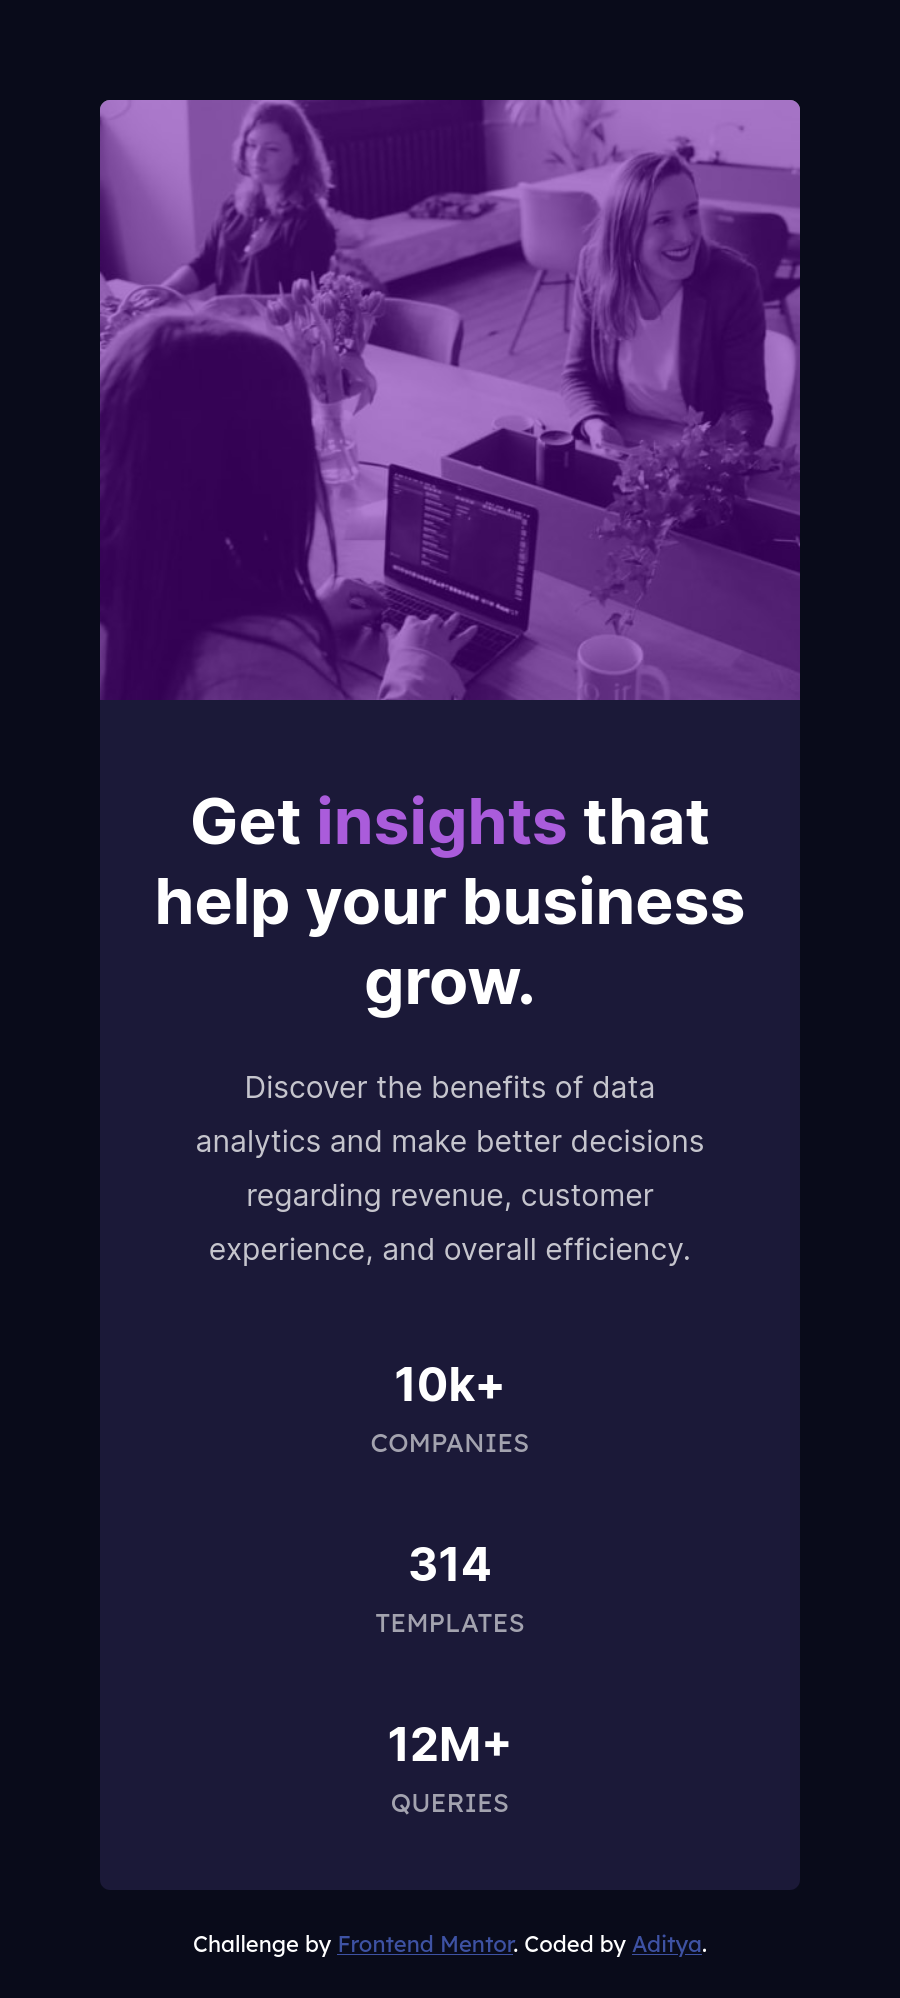 Get insights that
help your business
grow.
Discover the benefits of data
analytics and make better decisions
regarding revenue, customer
experience, and overall efficiency.
10k+
COMPANIES
314
TEMPLATES
12M+
QUERIES
Challenge by Frontend Mentor. Coded by Aditya.